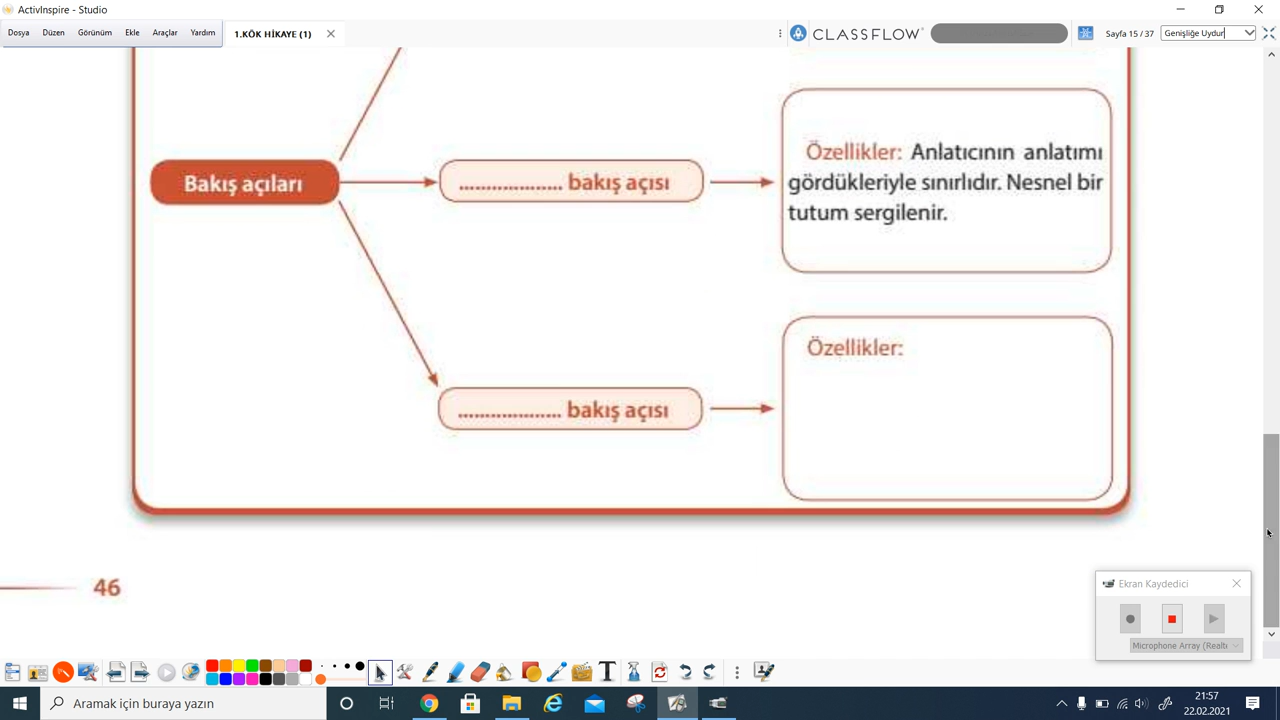 ActivInspire - Studio
Dosya Düzen Görünüm Ekle Araçlar Yardım
1.KÖK HİKAYE (1)
CLASSFLOW
Sayfa 15 / 37
Genişliğe Uydur
Bakış açıları
................... bakış açısı
Özellikler: Anlatıcının anlatımı
gördükleriyle sınırlıdır. Nesnel bir
tutum sergilenir.
................... bakış açısı
Özellikler:
46
Ekran Kaydedici
Microphone Array (Realt
T
Aramak için buraya yazın
21:57
22.02.2021